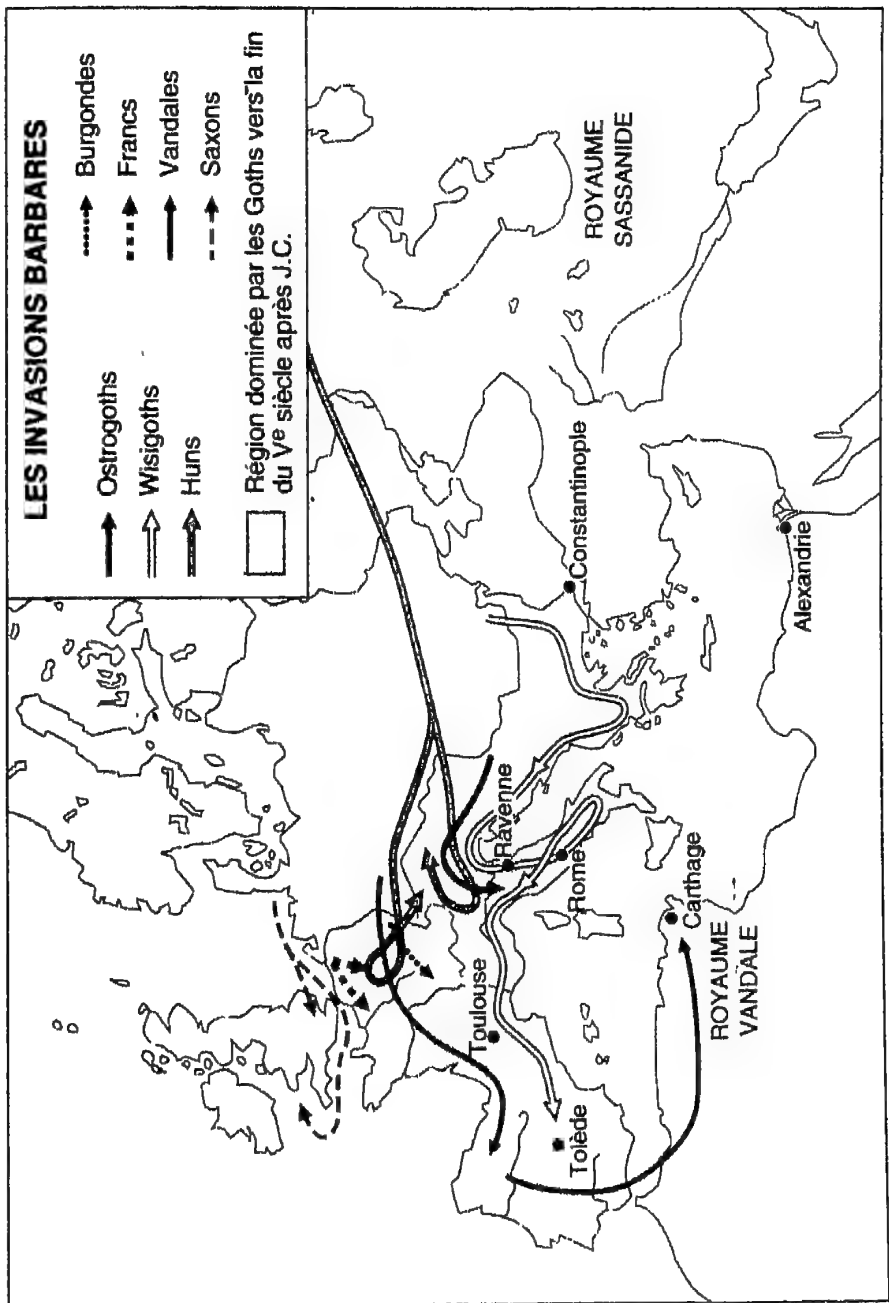 LES INVASIONS BARBARES
Ostrogoths
Wisigoths
Huns
Burgondes
Francs
Vandales
Saxons
Région dominée par les Goths vers la fin
du Ve siècle après J.C.
ROYAUME
SASSANIDE
Constantinople
Alexandrie
Ravenne
Rome
Carthage
ROYAUME
VANDALE
Toulouse
Tolède